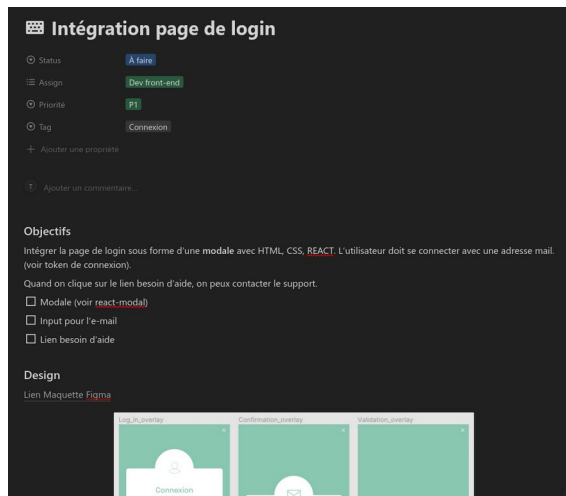 Intégration page de login
Status À faire
Assign Dev front-end
Priorité P1
Tag Connexion
+ Ajouter une propriété
T Ajouter un commentaire...
Objectifs
Intégrer la page de login sous forme d'une modale avec HTML, CSS, REACT. L'utilisateur doit se connecter avec une adresse mail.
(voir token de connexion).
Quand on clique sur le lien besoin d'aide, on peux contacter le support.
Modale (voir react-modal)
Input pour l'e-mail
Lien besoin d'aide
Design
Lien Maquette Figma
Log_in_overlay Confirmation_overlay Validation_overlay
Connexion